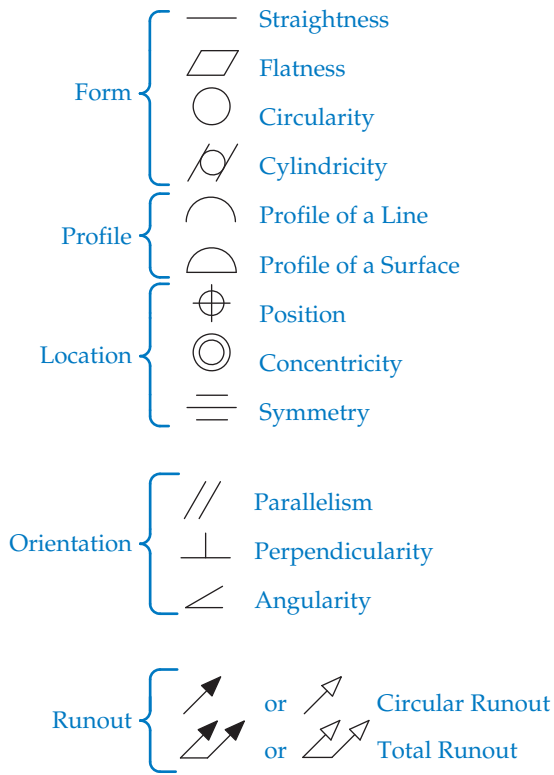 Straightness
Flatness
Form
Circularity
Cylindricity
Profile of a Line
Profile
Profile of a Surface
Position
Location
Concentricity
Symmetry
Parallelism
Orientation
Perpendicularity
Angularity
or Circular Runout
Runout
or Total Runout